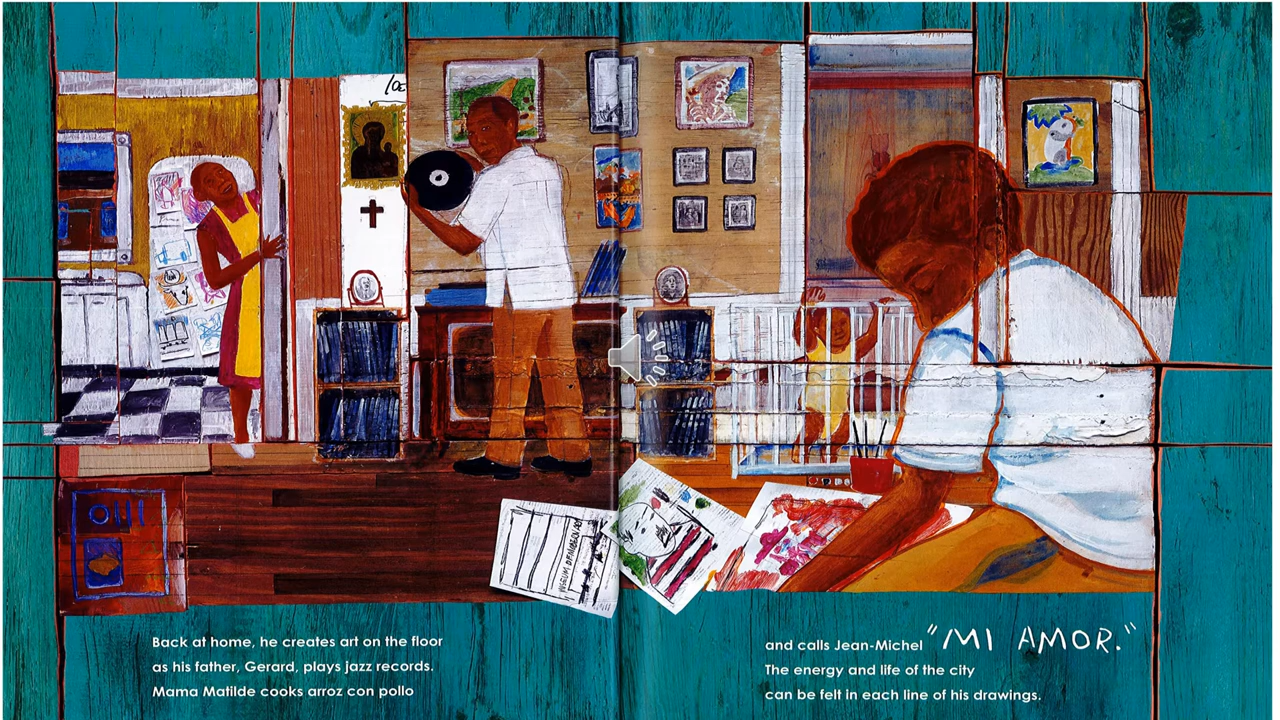 Back at home, he creates art on the floor
as his father, Gerard, plays jazz records.
Mama Matilde cooks arroz con pollo
and calls Jean-Michel "MI AMOR."
The energy and life of the city
can be felt in each line of his drawings.